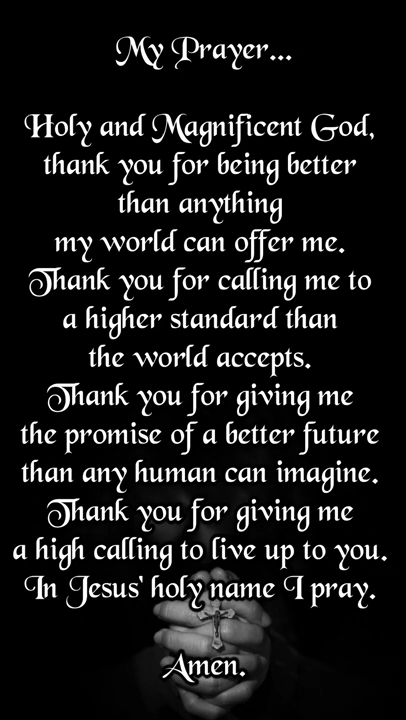 My Prayer...
Holy and Magnificent God,
thank you for being better
than anything
my world can offer me.
Thank you for calling me to
a higher standard than
the world accepts.
Thank you for giving me
the promise of a better future
than any human can imagine.
Thank you for giving me
a high calling to live up to you.
In Jesus' holy name I pray.
Amen.